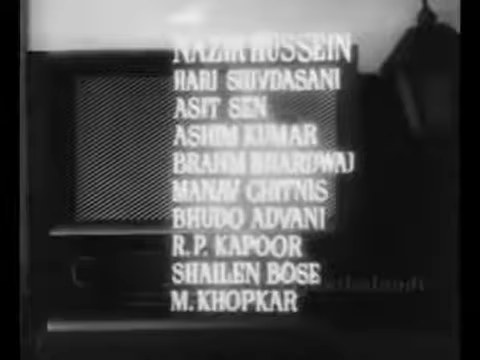 NAZIR HUSSEIN
HARI SHIVDASANI
ASIT SEN
ASHIM KUMAR
BRAHM BHARDWAJ
MANAV CHITNIS
BHUDO ADVANI
R. P. KAPOOR
SHAILEN BOSE
M. KHOPKAR